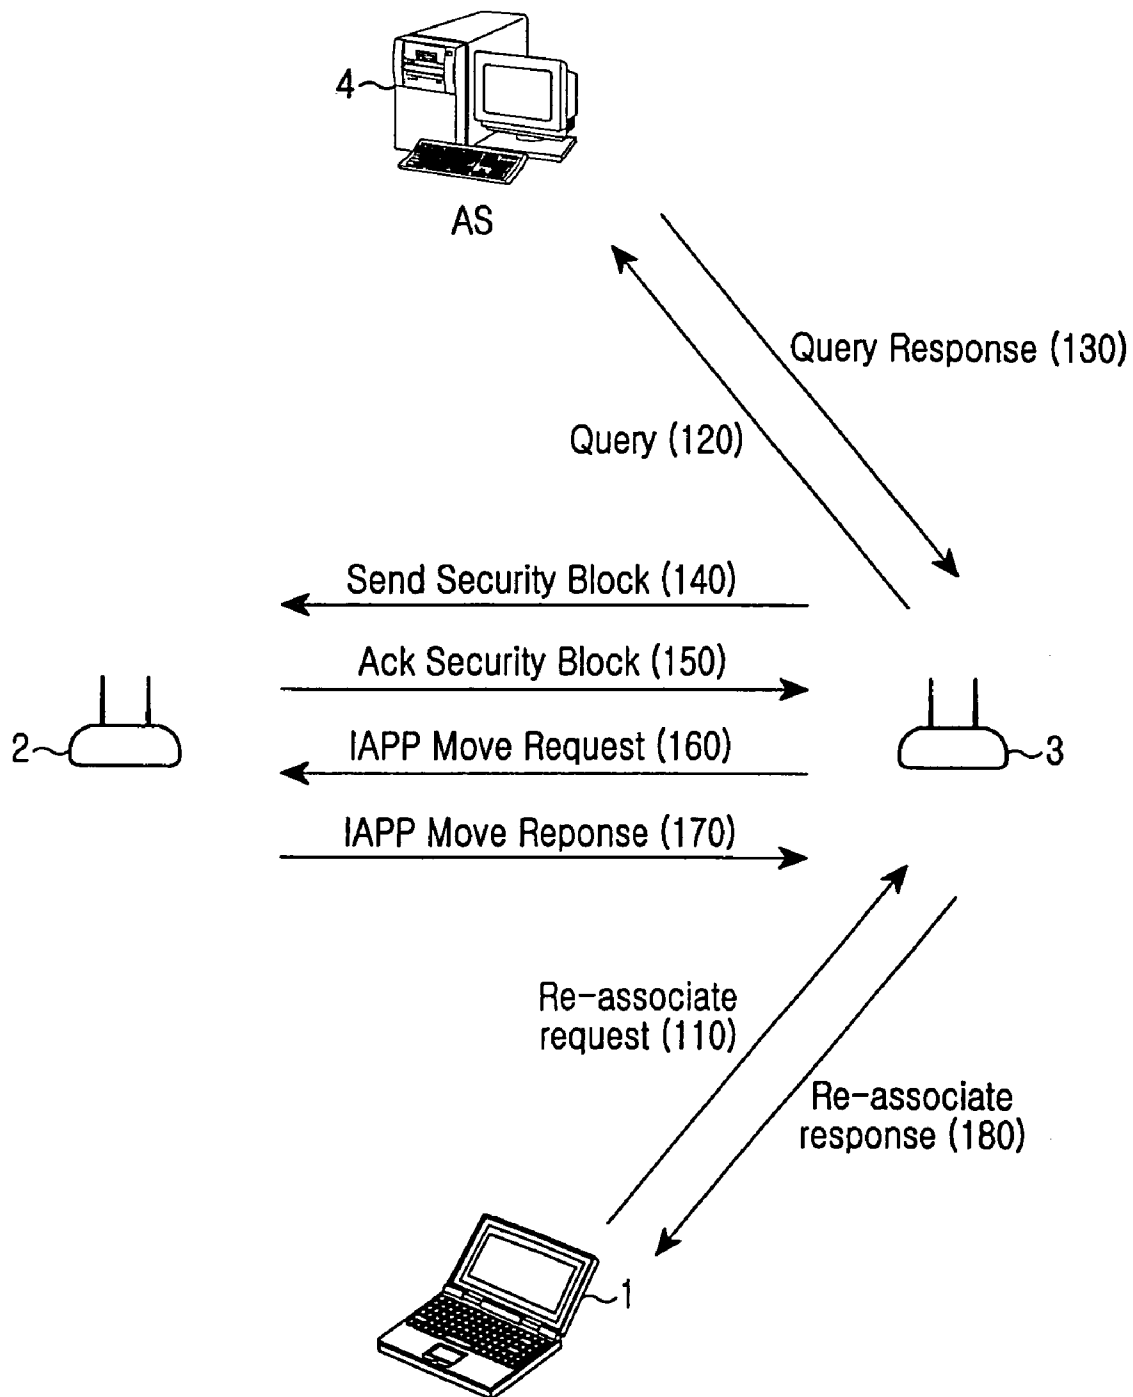 4
AS
Query Response (130)
Query (120)
Send Security Block (140)
Ack Security Block (150)
2
IAPP Move Request (160)
3
IAPP Move Reponse (170)
Re-associate
request (110)
Re-associate
response (180)
1